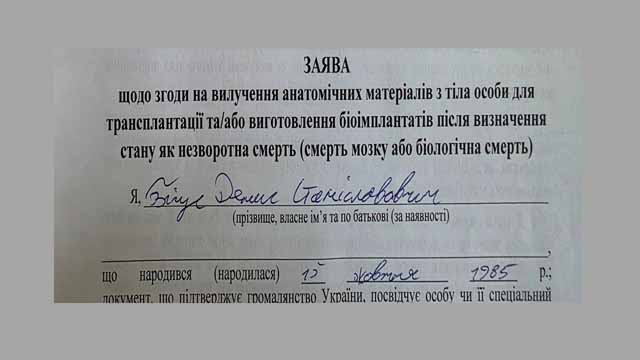 ЗАЯВА
щодо згоди на вилучення анатомічних матеріалів з тіла особи для
трансплантації та/або виготовлення біоімплантатів після визначення
стану як незворотна смерть (смерть мозку або біологічна смерть)
Я, Бігус Денис Станіславович
(прізвище, власне ім'я та по батькові (за наявності)
,
що народився (народилася) жовтня 1985 р.;
документ, що підтверджує громадянство України, посвідчує особу чи її спеціальний